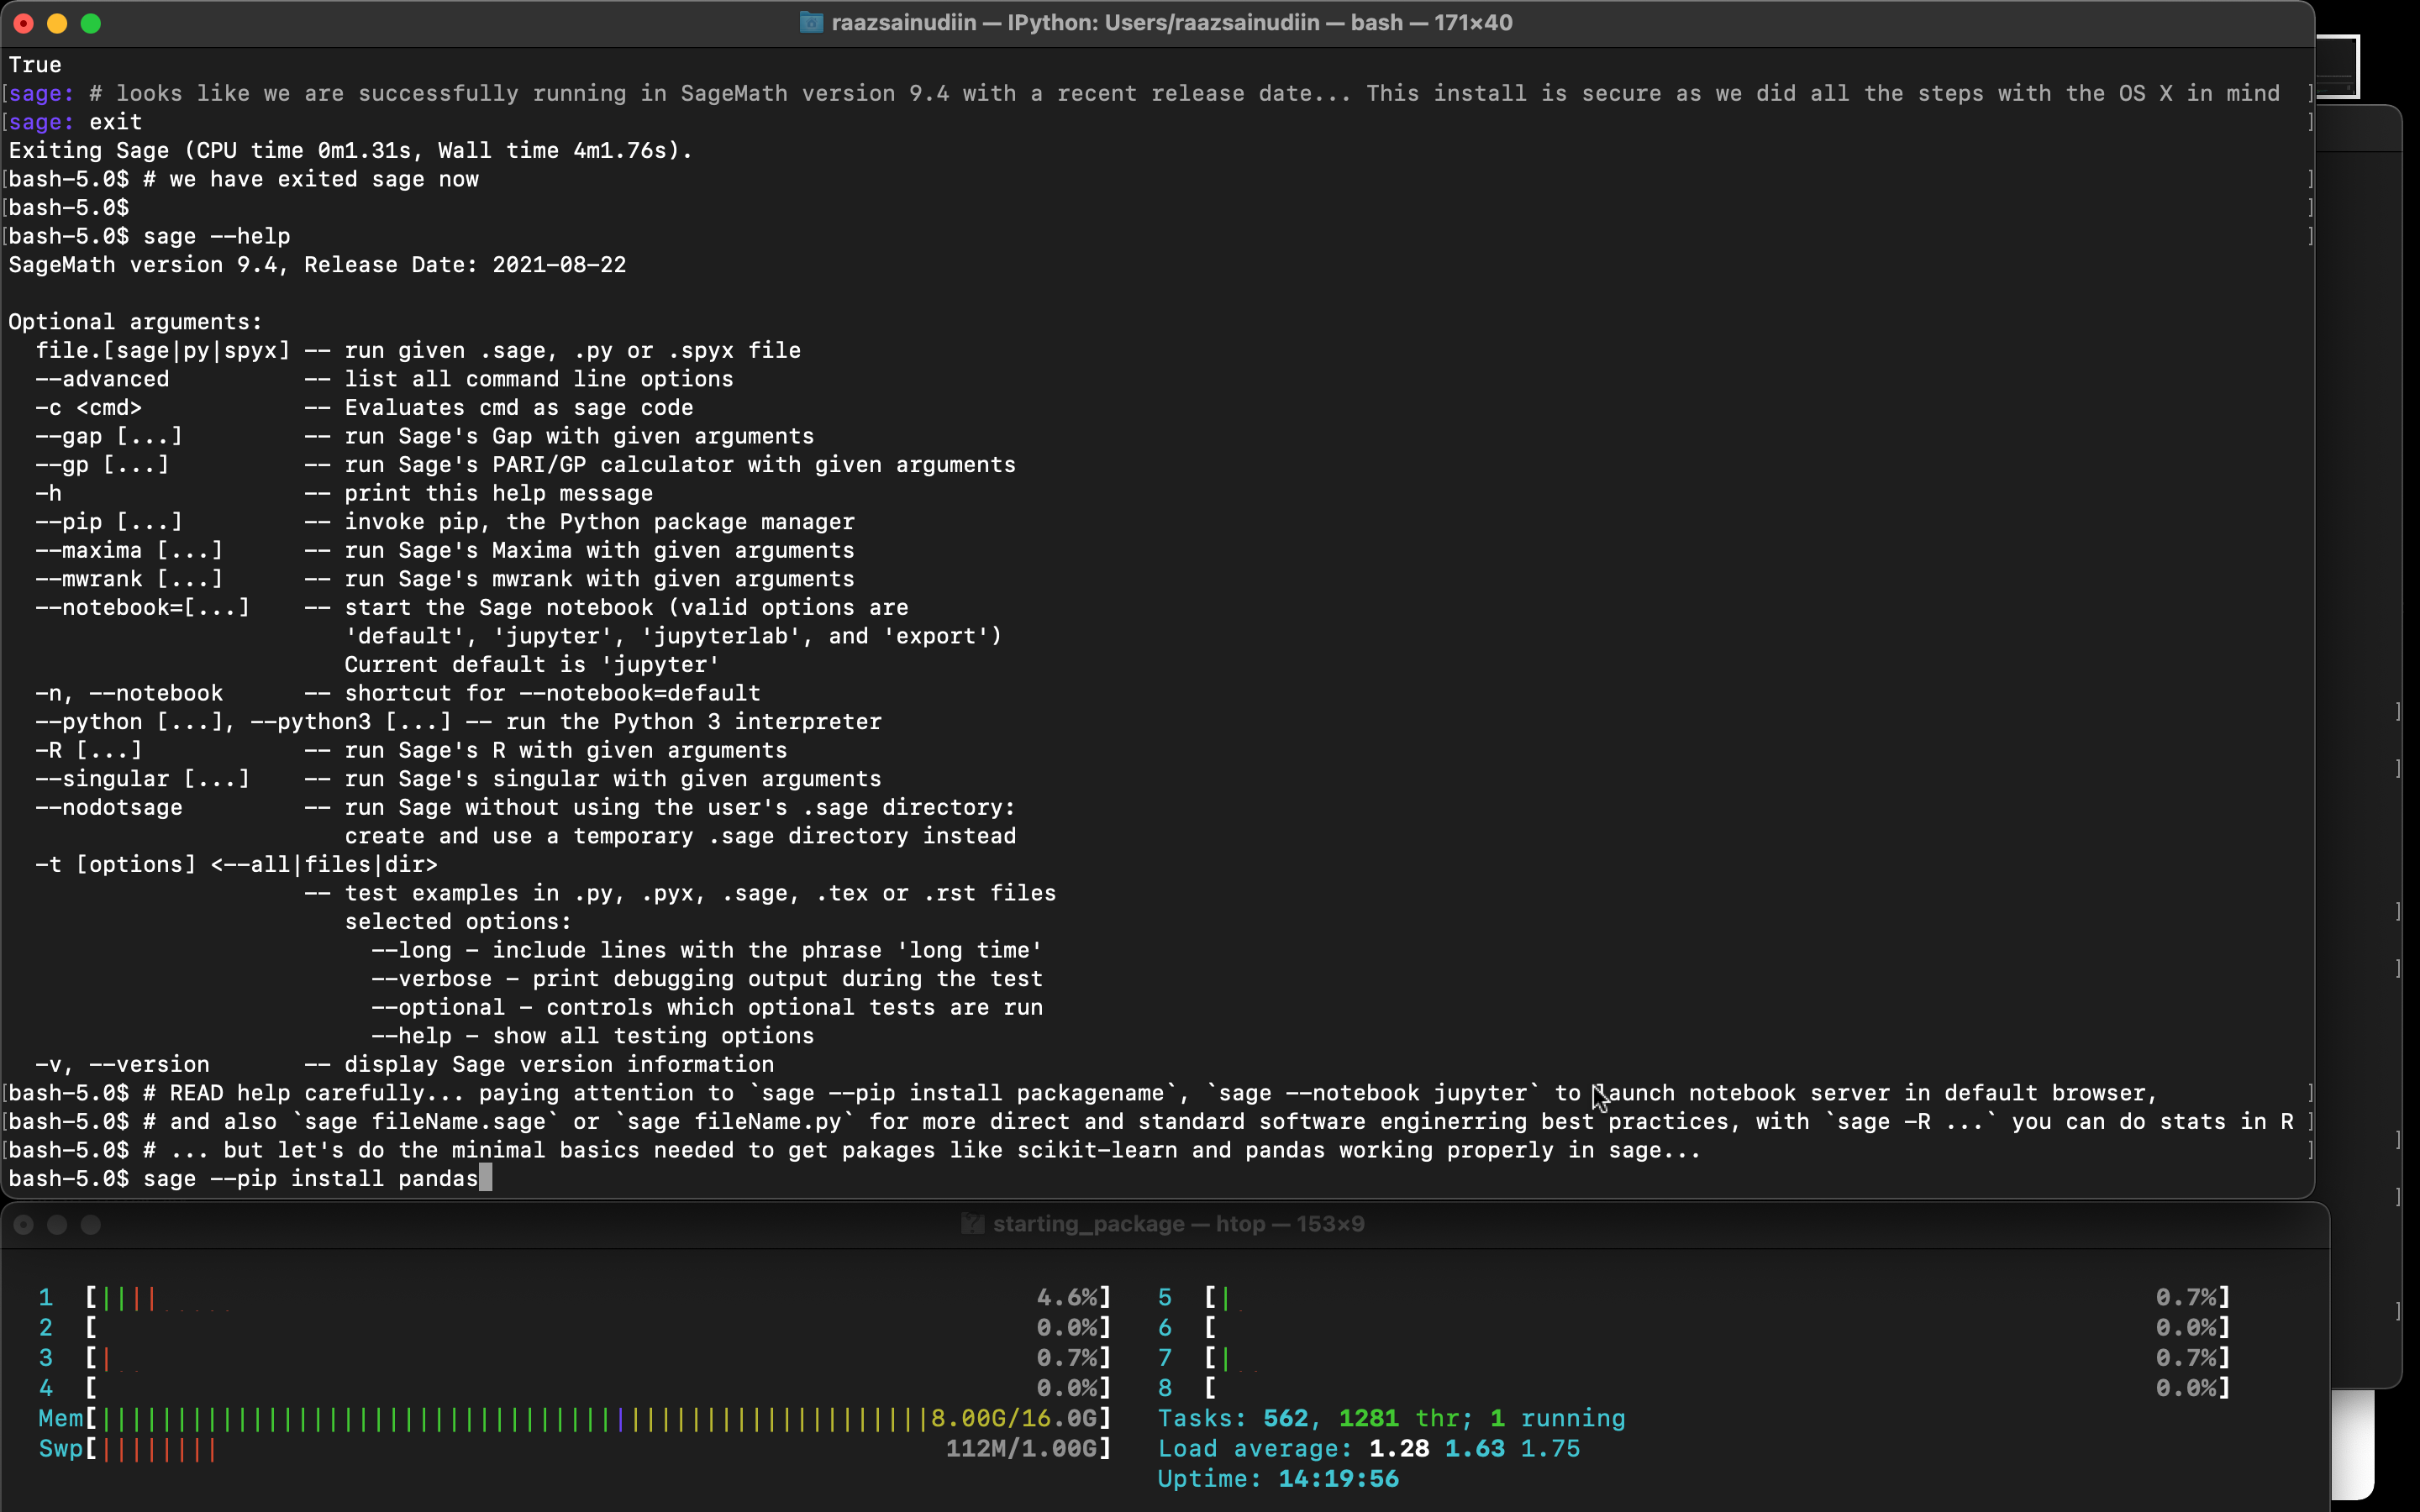 raazsainudiin — IPython: Users/raazsainudiin — bash — 171×40
True
[sage: # looks like we are successfully running in SageMath version 9.4 with a recent release date... This install is secure as we did all the steps with the OS X in mind ]
[sage: exit ]
Exiting Sage (CPU time 0m1.31s, Wall time 4m1.76s).
[bash-5.0$ # we have exited sage now ]
[bash-5.0$ ]
[bash-5.0$ sage --help ]
SageMath version 9.4, Release Date: 2021-08-22
Optional arguments:
file.[sage|py|spyx] -- run given .sage, .py or .spyx file
--advanced -- list all command line options
-c <cmd> -- Evaluates cmd as sage code
--gap [...] -- run Sage's Gap with given arguments
--gp [...] -- run Sage's PARI/GP calculator with given arguments
-h -- print this help message
--pip [...] -- invoke pip, the Python package manager
--maxima [...] -- run Sage's Maxima with given arguments
--mwrank [...] -- run Sage's mwrank with given arguments
--notebook=[...] -- start the Sage notebook (valid options are
'default', 'jupyter', 'jupyterlab', and 'export')
Current default is 'jupyter'
-n, --notebook -- shortcut for --notebook=default
--python [...], --python3 [...] -- run the Python 3 interpreter
-R [...] -- run Sage's R with given arguments
--singular [...] -- run Sage's singular with given arguments
--nodotsage -- run Sage without using the user's .sage directory:
create and use a temporary .sage directory instead
-t [options] <--all|files|dir>
-- test examples in .py, .pyx, .sage, .tex or .rst files
selected options:
--long - include lines with the phrase 'long time'
--verbose - print debugging output during the test
--optional - controls which optional tests are run
--help - show all testing options
-v, --version -- display Sage version information
[bash-5.0$ # READ help carefully... paying attention to `sage --pip install packagename`, `sage --notebook jupyter` to launch notebook server in default browser, ]
[bash-5.0$ # and also `sage fileName.sage` or `sage fileName.py` for more direct and standard software enginerring best practices, with `sage -R ...` you can do stats in R ]
[bash-5.0$ # ... but let's do the minimal basics needed to get pakages like scikit-learn and pandas working properly in sage... ]
bash-5.0$ sage --pip install pandas
starting_package — htop — 153×9
1 [|||| 4.6%] 5 [| 0.7%]
2 [ 0.0%] 6 [ 0.0%]
3 [| 0.7%] 7 [| 0.7%]
4 [ 0.0%] 8 [ 0.0%]
Mem[||||||||||||||||||||||||||||||||||||||||||||8.00G/16.0G] Tasks: 562, 1281 thr; 1 running
Swp[||||||| 112M/1.00G] Load average: 1.28 1.63 1.75
Uptime: 14:19:56